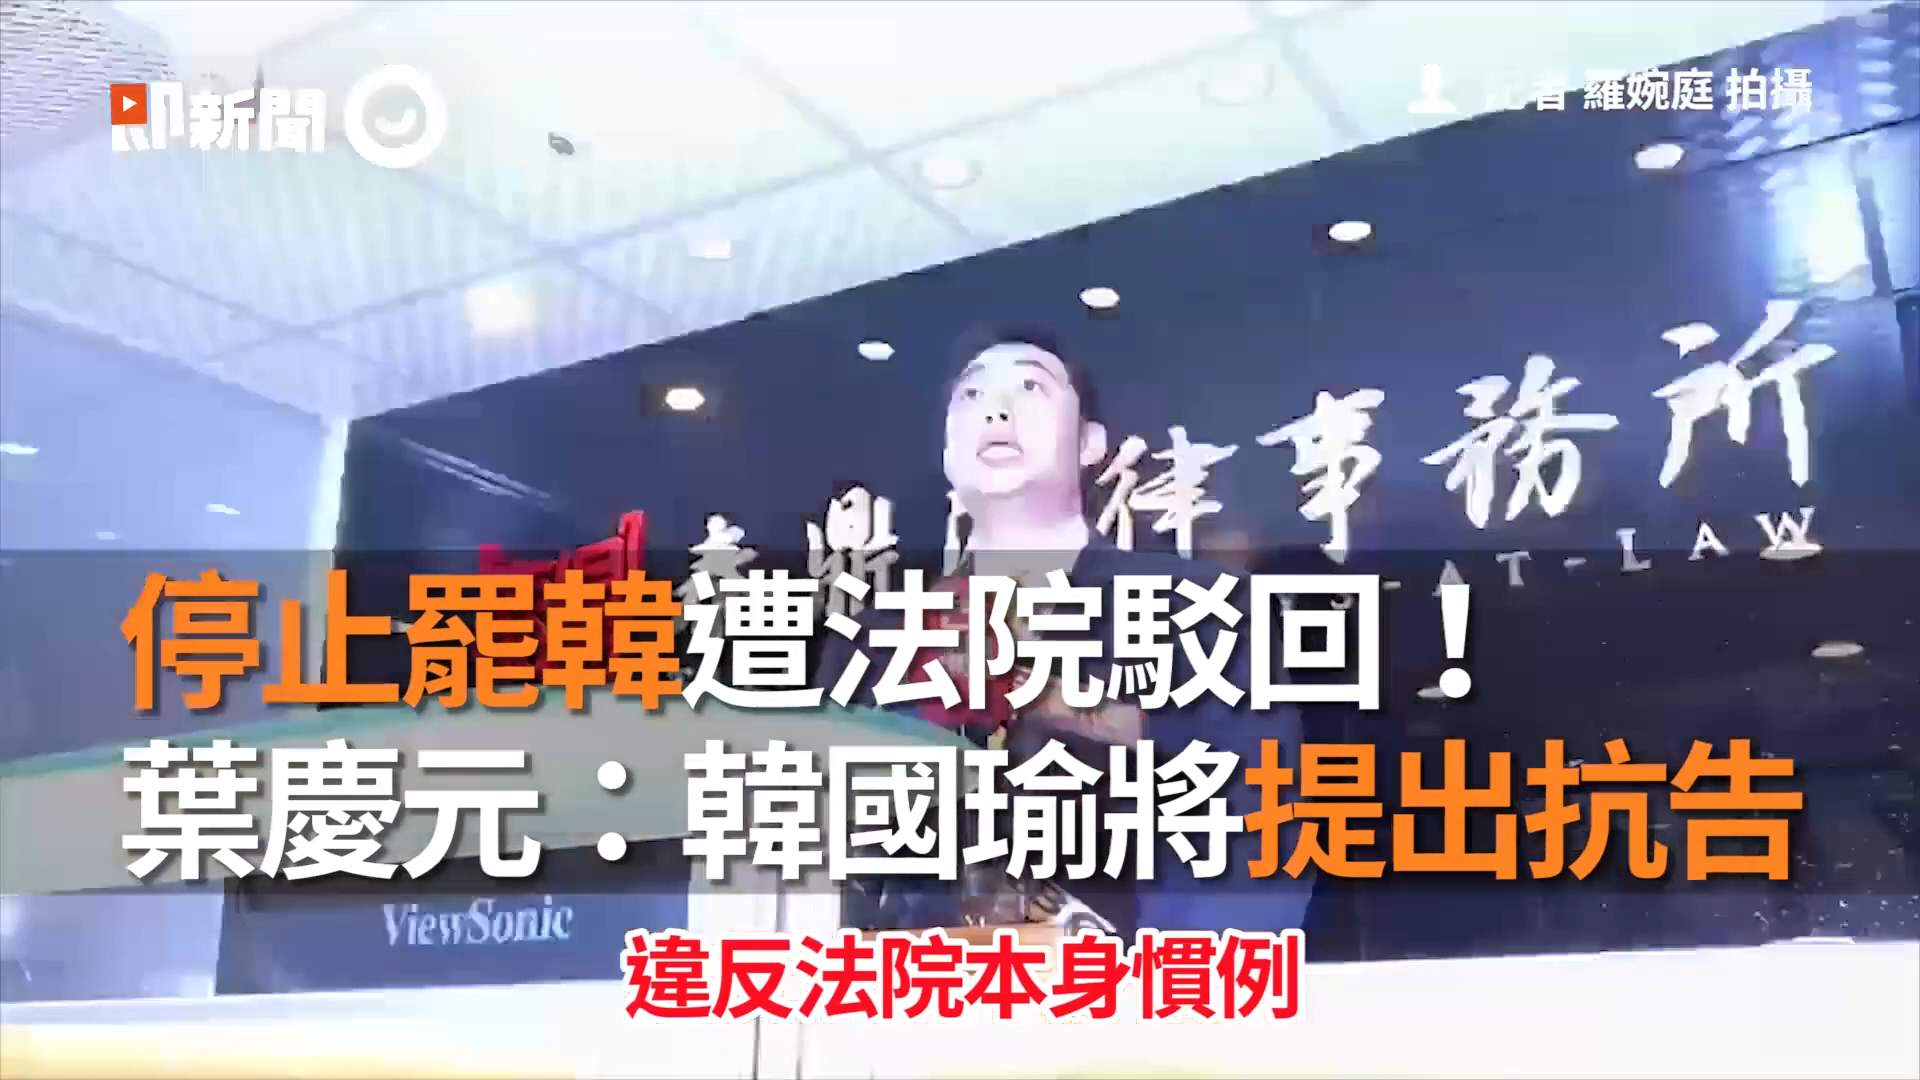 即新聞
記者 羅婉庭 拍攝
律事務所
AT-LAW
停止罷韓遭法院駁回！
葉慶元：韓國瑜將提出抗告
ViewSonic
違反法院本身慣例